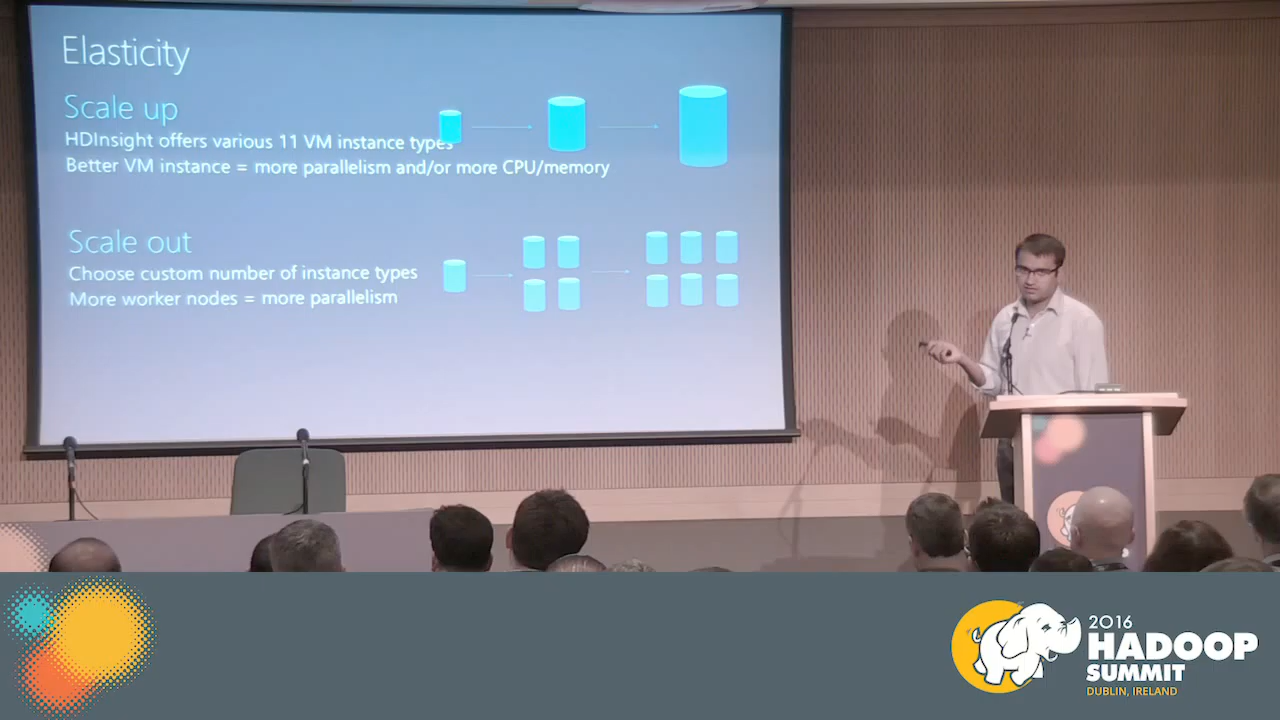 Elasticity
Scale up
HDInsight offers various 11 VM instance types
Better VM instance = more parallelism and/or more CPU/memory
Scale out
Choose custom number of instance types
More worker nodes = more parallelism
2016
HADOOP
SUMMIT
DUBLIN, IRELAND